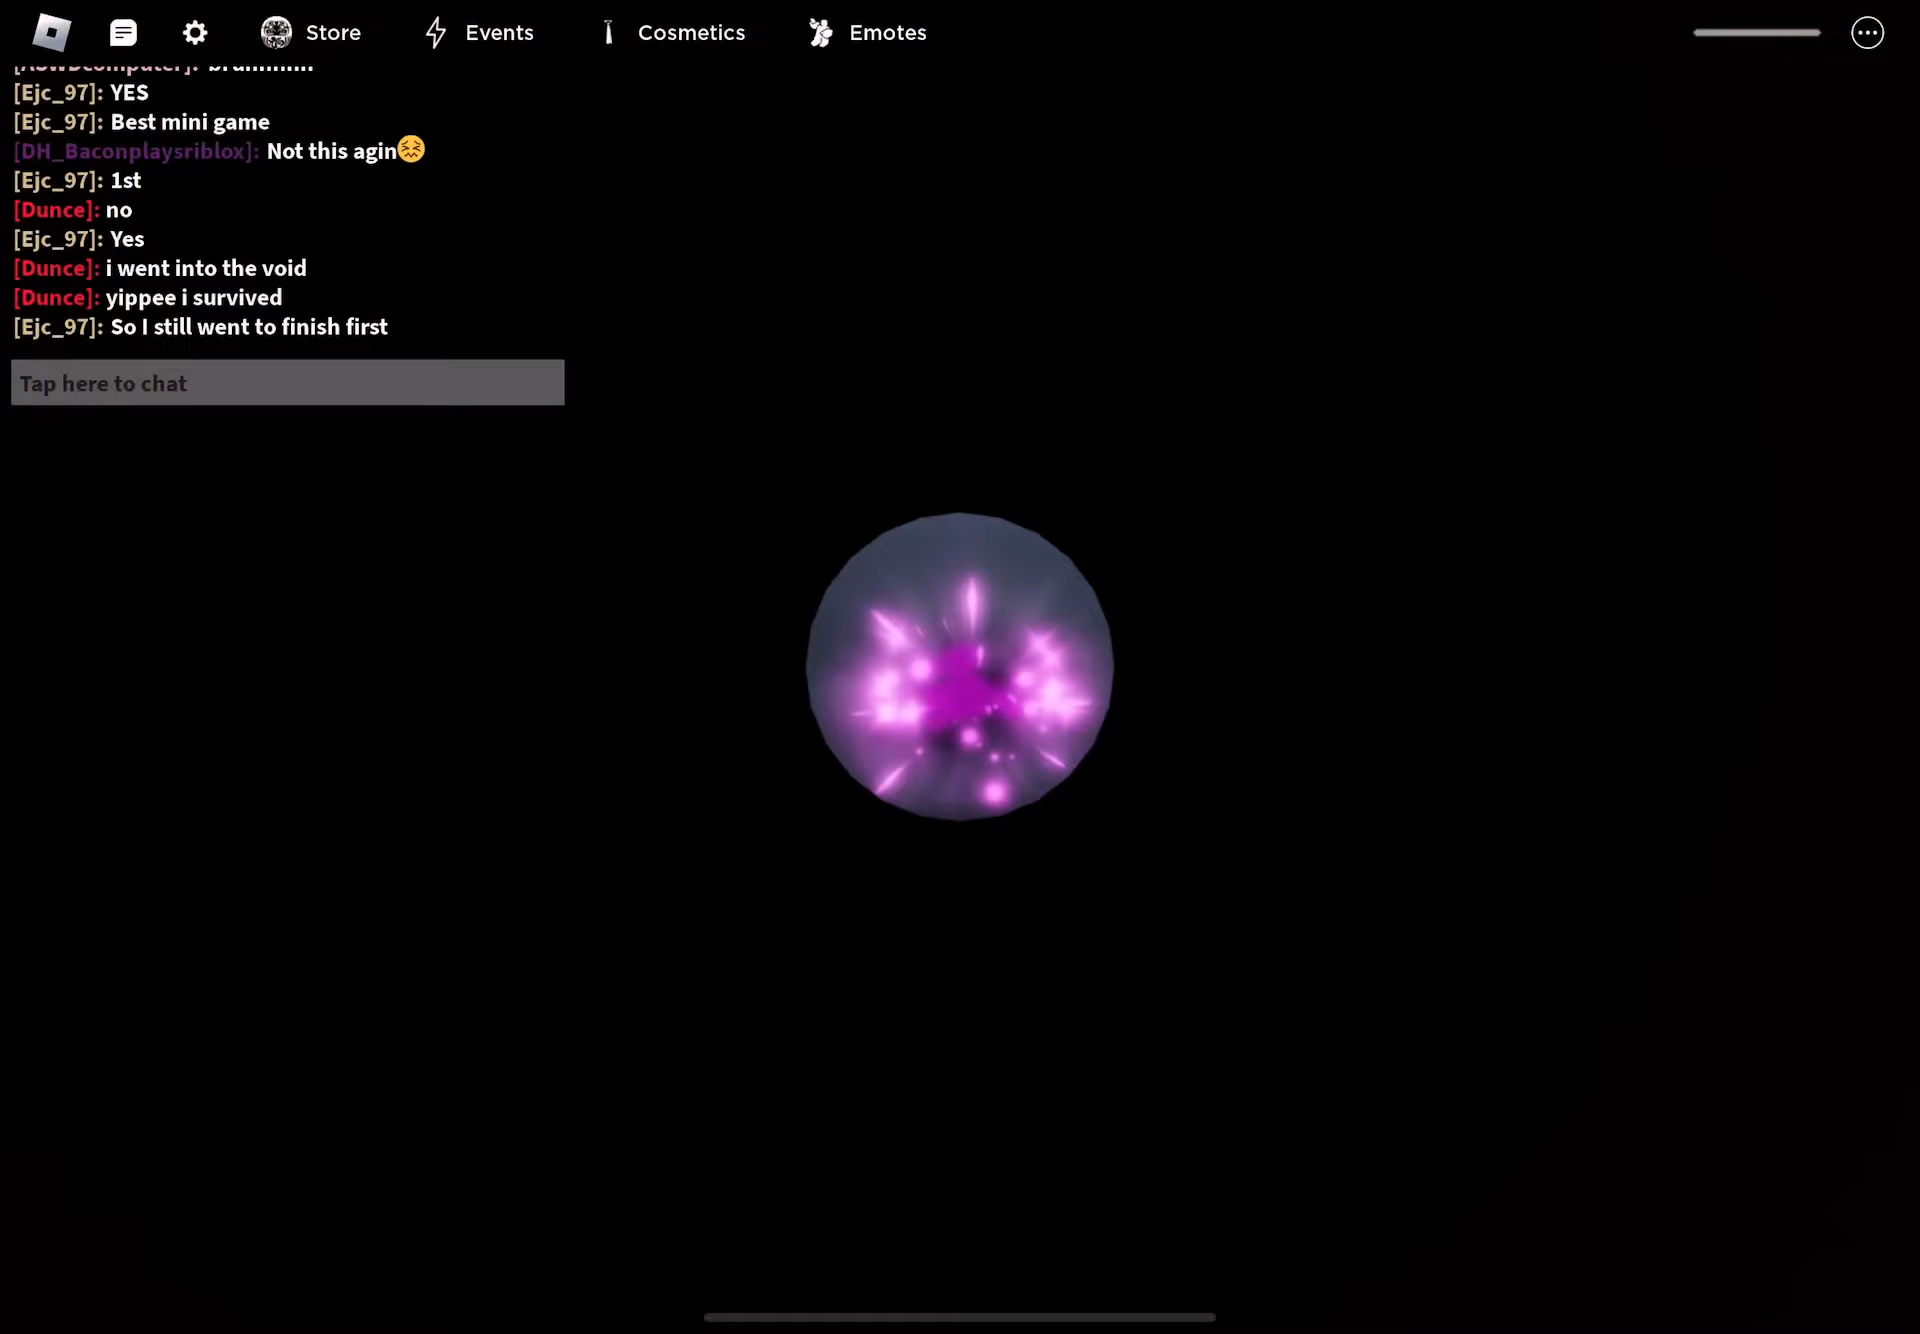 Store Events Cosmetics Emotes
[Ejc_97]: YES
[Ejc_97]: Best mini game
[DH_Baconplaysriblox]: Not this agin😖
[Ejc_97]: 1st
[Dunce]: no
[Ejc_97]: Yes
[Dunce]: i went into the void
[Dunce]: yippee i survived
[Ejc_97]: So I still went to finish first
Tap here to chat